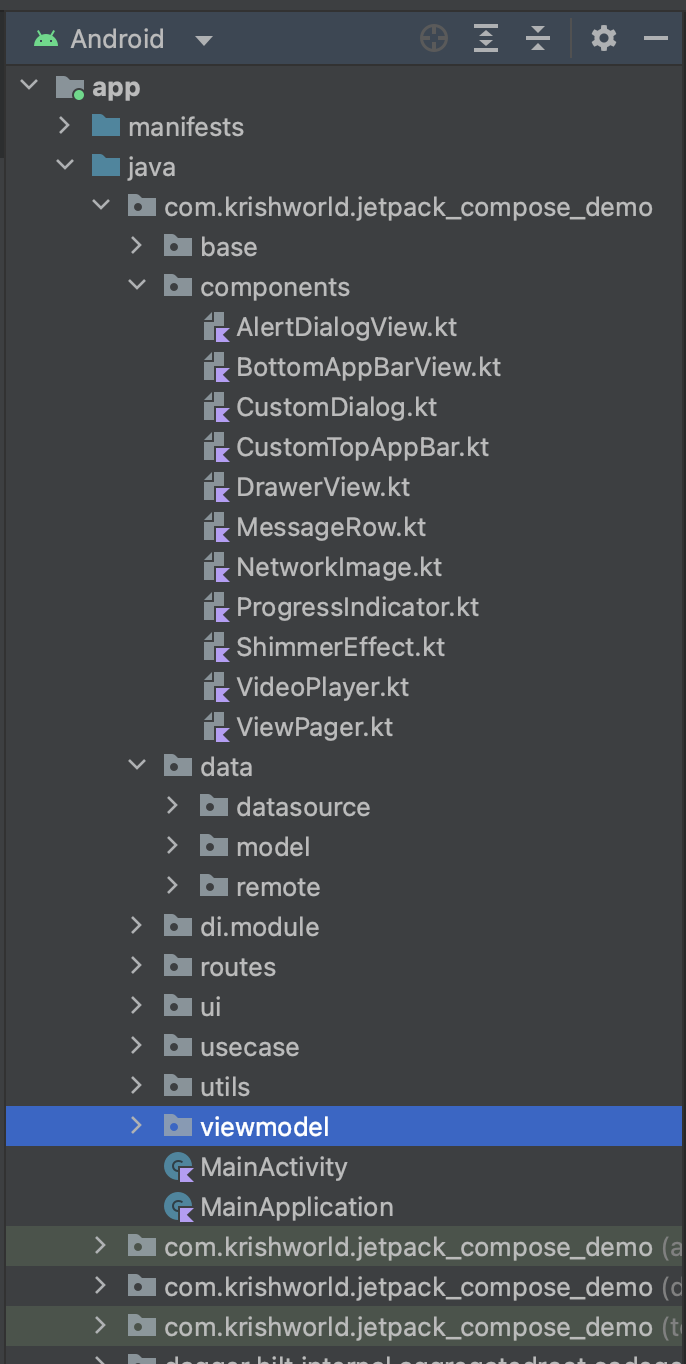 Android
app
manifests
java
com.krishworld.jetpack_compose_demo
base
components
AlertDialogView.kt
BottomAppBarView.kt
CustomDialog.kt
CustomTopAppBar.kt
DrawerView.kt
MessageRow.kt
NetworkImage.kt
ProgressIndicator.kt
ShimmerEffect.kt
VideoPlayer.kt
ViewPager.kt
data
datasource
model
remote
di.module
routes
ui
usecase
utils
viewmodel
MainActivity
MainApplication
com.krishworld.jetpack_compose_demo (a
com.krishworld.jetpack_compose_demo (d
com.krishworld.jetpack_compose_demo (t